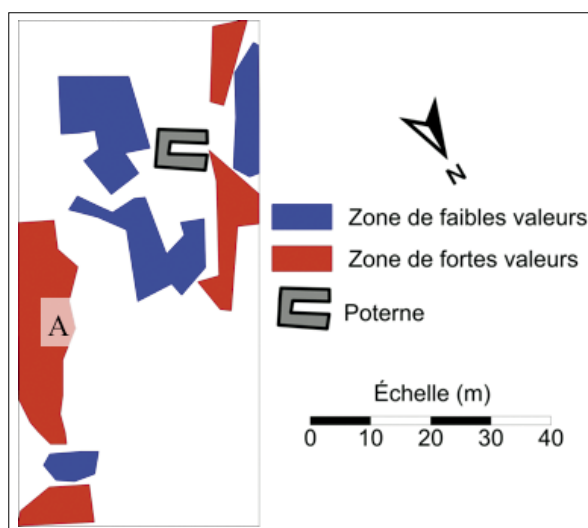 N
Zone de faibles valeurs
Zone de fortes valeurs
A
Poterne
Échelle (m)
0 10 20 30 40